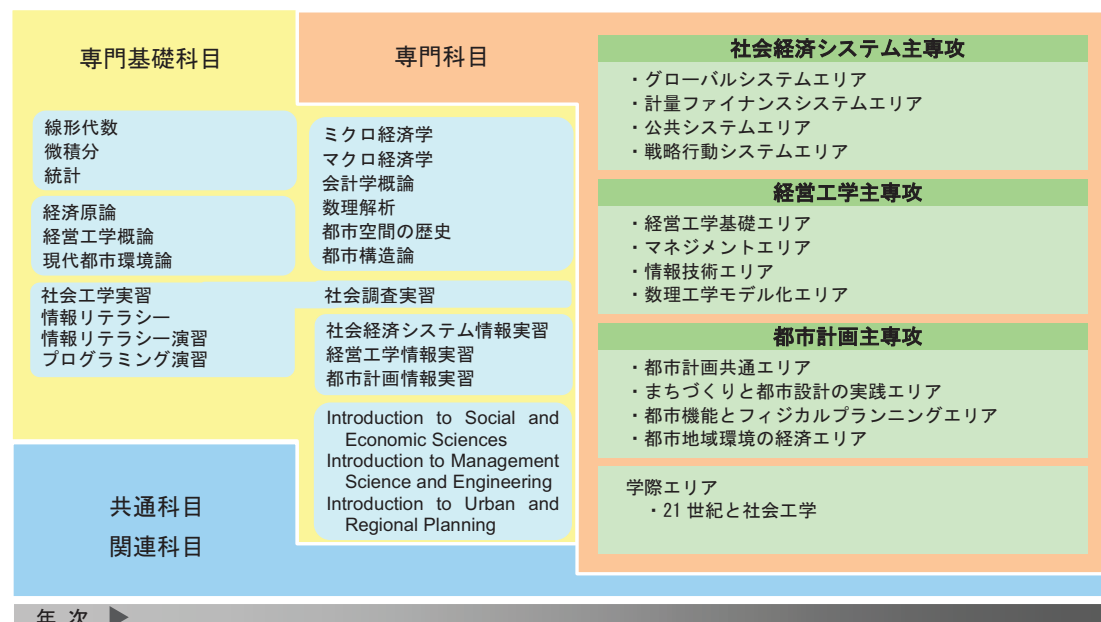 専門基礎科目
線形代数
微積分
統計
経済原論
経営工学概論
現代都市環境論
社会工学実習
情報リテラシー
情報リテラシー演習
プログラミング演習
専門科目
ミクロ経済学
マクロ経済学
会計学概論
数理解析
都市空間の歴史
都市構造論
社会調査実習
社会経済システム情報実習
経営工学情報実習
都市計画情報実習
Introduction to Social and
Economic Sciences
Introduction to Management
Science and Engineering
Introduction to Urban and
Regional Planning
社会経済システム主専攻
・グローバルシステムエリア
・計量ファイナンスシステムエリア
・公共システムエリア
・戦略行動システムエリア
経営工学主専攻
・経営工学基礎エリア
・マネジメントエリア
・情報技術エリア
・数理工学モデル化エリア
都市計画主専攻
・都市計画共通エリア
・まちづくりと都市設計の実践エリア
・都市機能とフィジカルプランニングエリア
・都市地域環境の経済エリア
学際エリア
・21 世紀と社会工学
共通科目
関連科目
年 次 ▶